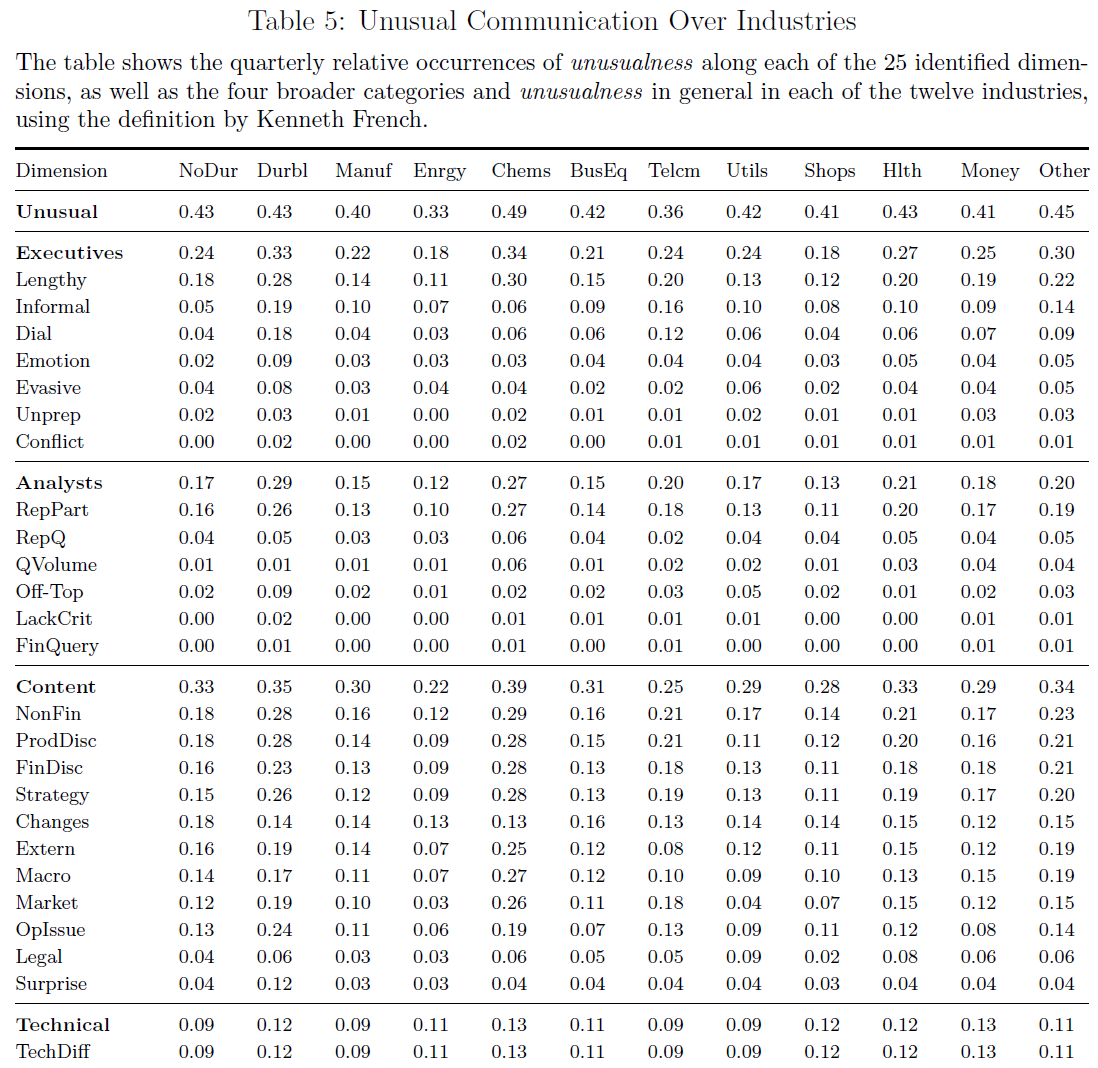 Table 5: Unusual Communication Over Industries
The table shows the quarterly relative occurrences of unusualness along each of the 25 identified dimen-
sions, as well as the four broader categories and unusualness in general in each of the twelve industries,
using the definition by Kenneth French.
Dimension NoDur Durbl Manuf Enrgy Chems BusEq Telcm Utils Shops Hlth Money Other
Unusual 0.43 0.43 0.40 0.33 0.49 0.42 0.36 0.42 0.41 0.43 0.41 0.45
Executives 0.24 0.33 0.22 0.18 0.34 0.21 0.24 0.24 0.18 0.27 0.25 0.30
Lengthy 0.18 0.28 0.14 0.11 0.30 0.15 0.20 0.13 0.12 0.20 0.19 0.22
Informal 0.05 0.19 0.10 0.07 0.06 0.09 0.16 0.10 0.08 0.10 0.09 0.14
Dial 0.04 0.18 0.04 0.03 0.06 0.06 0.12 0.06 0.04 0.06 0.07 0.09
Emotion 0.02 0.09 0.03 0.03 0.03 0.04 0.04 0.04 0.03 0.05 0.04 0.05
Evasive 0.04 0.08 0.03 0.04 0.04 0.02 0.02 0.06 0.02 0.04 0.04 0.05
Unprep 0.02 0.03 0.01 0.00 0.02 0.01 0.01 0.02 0.01 0.01 0.03 0.03
Conflict 0.00 0.02 0.00 0.00 0.02 0.00 0.01 0.01 0.01 0.01 0.01 0.01
Analysts 0.17 0.29 0.15 0.12 0.27 0.15 0.20 0.17 0.13 0.21 0.18 0.20
RepPart 0.16 0.26 0.13 0.10 0.27 0.14 0.18 0.13 0.11 0.20 0.17 0.19
RepQ 0.04 0.05 0.03 0.03 0.06 0.04 0.02 0.04 0.04 0.05 0.04 0.05
QVolume 0.01 0.01 0.01 0.01 0.06 0.01 0.02 0.02 0.01 0.03 0.04 0.04
Off-Top 0.02 0.09 0.02 0.01 0.02 0.02 0.03 0.05 0.02 0.01 0.02 0.03
LackCrit 0.00 0.02 0.00 0.00 0.01 0.01 0.01 0.01 0.00 0.00 0.01 0.01
FinQuery 0.00 0.01 0.00 0.00 0.01 0.00 0.01 0.00 0.00 0.00 0.01 0.01
Content 0.33 0.35 0.30 0.22 0.39 0.31 0.25 0.29 0.28 0.33 0.29 0.34
NonFin 0.18 0.28 0.16 0.12 0.29 0.16 0.21 0.17 0.14 0.21 0.17 0.23
ProdDisc 0.18 0.28 0.14 0.09 0.28 0.15 0.21 0.11 0.12 0.20 0.16 0.21
FinDisc 0.16 0.23 0.13 0.09 0.28 0.13 0.18 0.13 0.11 0.18 0.18 0.21
Strategy 0.15 0.26 0.12 0.09 0.28 0.13 0.19 0.13 0.11 0.19 0.17 0.20
Changes 0.18 0.14 0.14 0.13 0.13 0.16 0.13 0.14 0.14 0.15 0.12 0.15
Extern 0.16 0.19 0.14 0.07 0.25 0.12 0.08 0.12 0.11 0.15 0.12 0.19
Macro 0.14 0.17 0.11 0.07 0.27 0.12 0.10 0.09 0.10 0.13 0.15 0.19
Market 0.12 0.19 0.10 0.03 0.26 0.11 0.18 0.04 0.07 0.15 0.12 0.15
OpIssue 0.13 0.24 0.11 0.06 0.19 0.07 0.13 0.09 0.11 0.12 0.08 0.14
Legal 0.04 0.06 0.03 0.03 0.06 0.05 0.05 0.09 0.02 0.08 0.06 0.06
Surprise 0.04 0.12 0.03 0.03 0.04 0.04 0.04 0.04 0.03 0.04 0.04 0.04
Technical 0.09 0.12 0.09 0.11 0.13 0.11 0.09 0.09 0.12 0.12 0.13 0.11
TechDiff 0.09 0.12 0.09 0.11 0.13 0.11 0.09 0.09 0.12 0.12 0.13 0.11